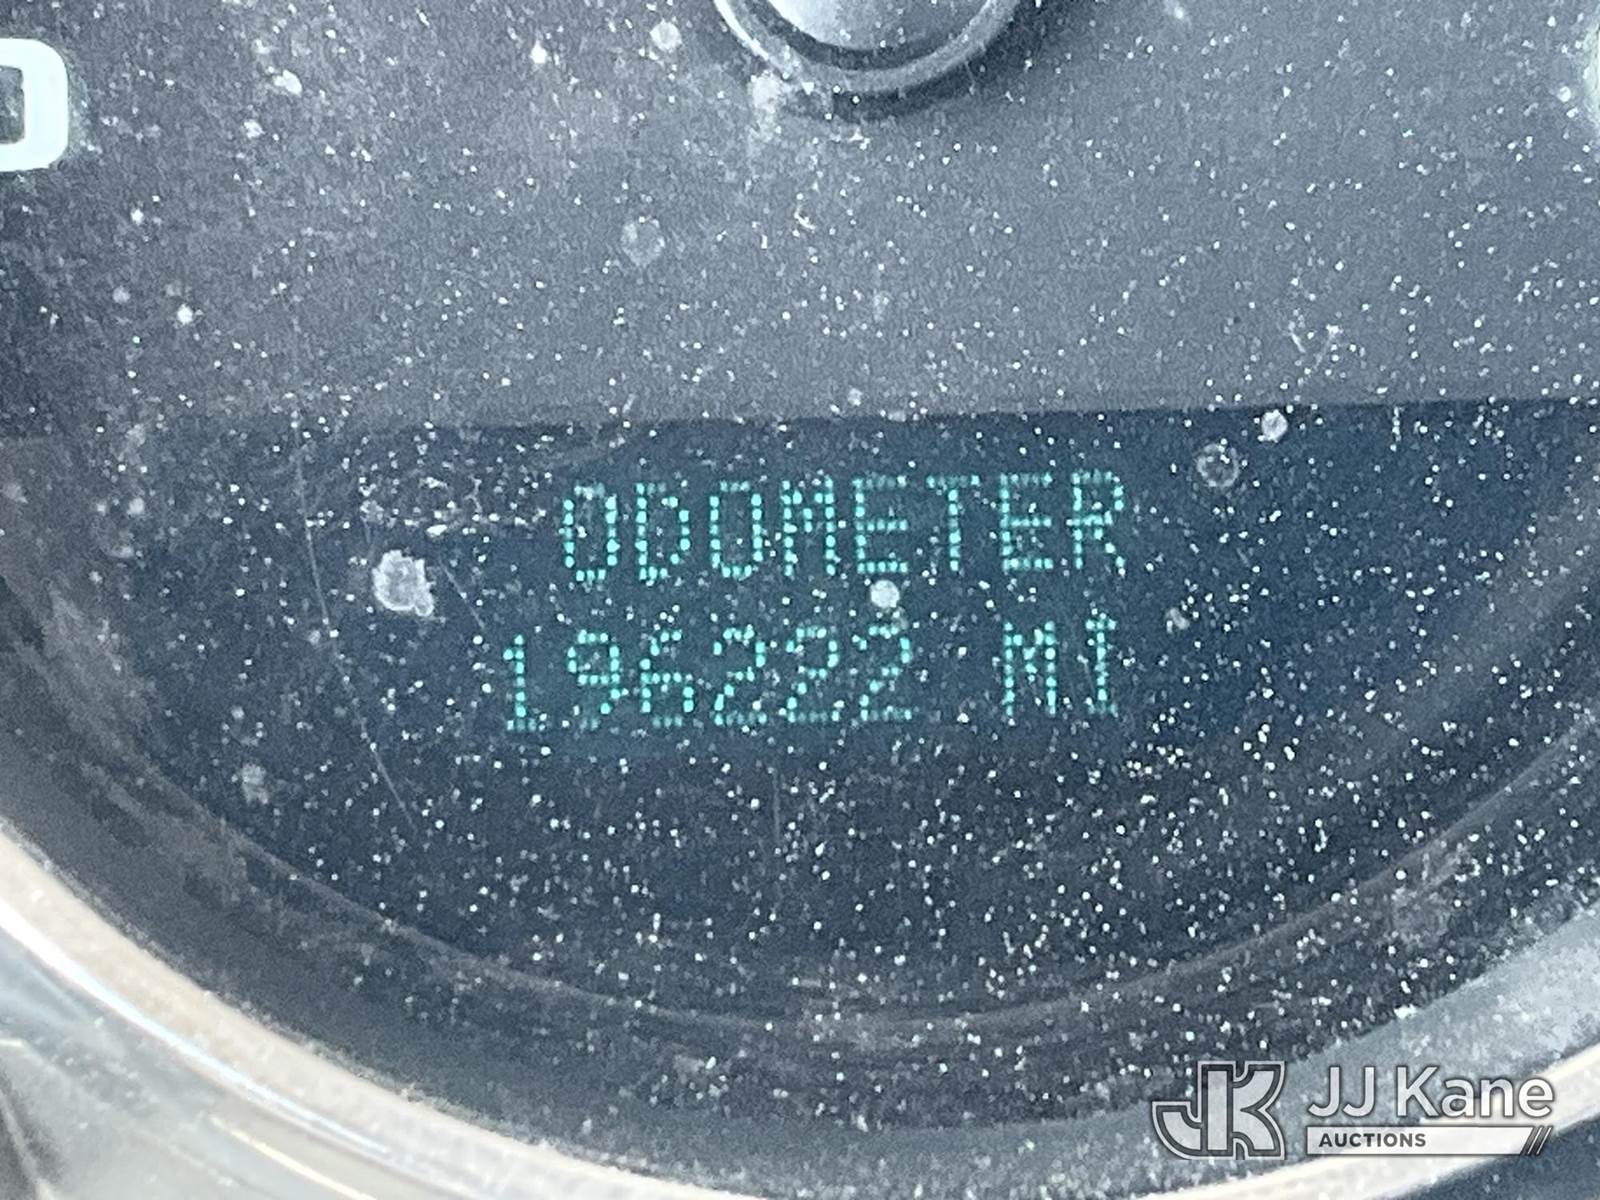 ODOMETER
196222 MI
JJ Kane
AUCTIONS